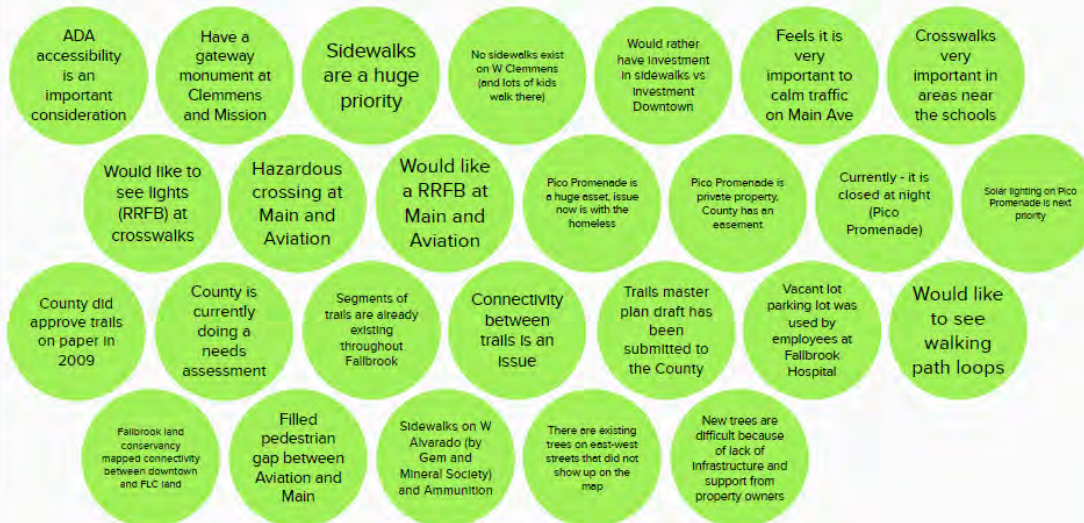 ADA
accessibility
is an
important
consideration
Have a
gateway
monument at
Clemmens
and Mission
Sidewalks
are a huge
priority
No sidewalks exist
on W Clemmens
(and lots of kids
walk there)
Would rather
have investment
in sidewalks vs
investment
Downtown
Feels it is
very
important to
calm traffic
on Main Ave
Crosswalks
very
important in
areas near
the schools
Would like to
see lights
(RRFB) at
crosswalks
Hazardous
crossing at
Main and
Aviation
Would like
a RRFB at
Main and
Aviation
Pico Promenade is
a huge asset, issue
now is with the
homeless
Pico Promenade is
private property,
County has an
easement
Currently - it is
closed at night
(Pico
Promenade)
Solar lighting on Pico
Promenade is next
priority
County did
approve trails
on paper in
2009
County is
currently
doing a
needs
assessment
Segments of
trails are already
existing
throughout
Fallbrook
Connectivity
between
trails is an
issue
Trails master
plan draft has
been
submitted to
the County
Vacant lot
parking lot was
used by
employees at
Fallbrook
Hospital
Would like
to see
walking
path loops
Fallbrook land
conservancy
mapped connectivity
between downtown
and FLC land
Filled
pedestrian
gap between
Aviation and
Main
Sidewalks on W
Alvarado (by
Gem and
Mineral Society)
and Ammunition
There are existing
trees on east-west
streets that did not
show up on the
map
New trees are
difficult because
of lack of
infrastructure and
support from
property owners